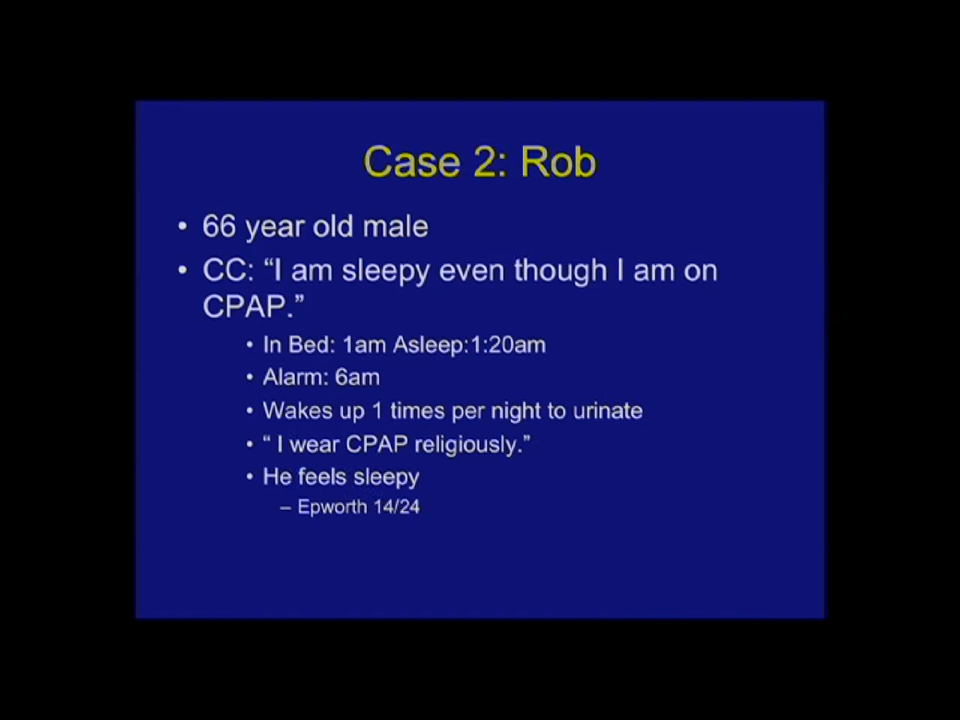 Case 2: Rob
• 66 year old male
• CC: “I am sleepy even though I am on
CPAP.”
• In Bed: 1am Asleep:1:20am
• Alarm: 6am
• Wakes up 1 times per night to urinate
• “ I wear CPAP religiously.”
• He feels sleepy
– Epworth 14/24